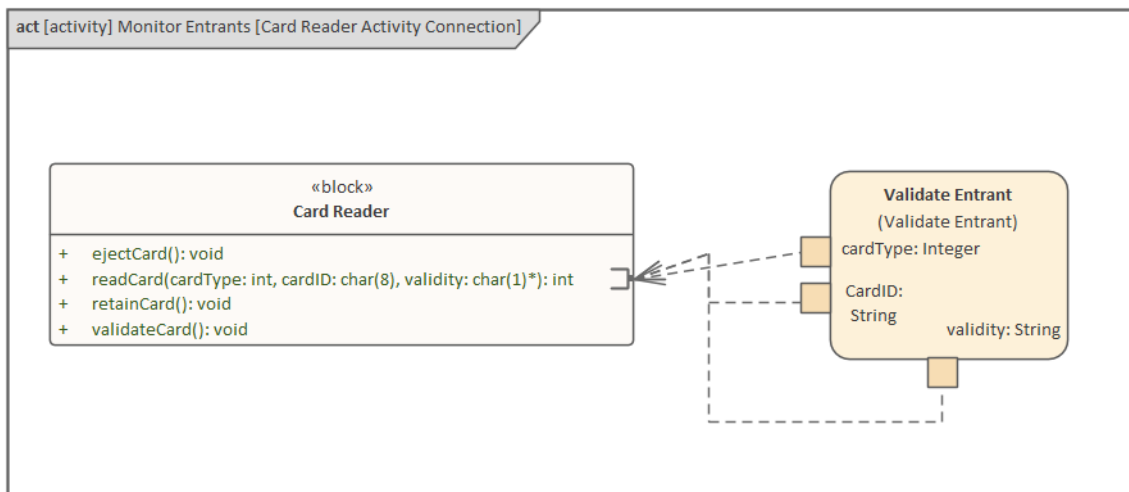 act [activity] Monitor Entrants [Card Reader Activity Connection]
«block»
Card Reader
+ ejectCard(): void
+ readCard(cardType: int, cardID: char(8), validity: char(1)*): int
+ retainCard(): void
+ validateCard(): void
Validate Entrant
(Validate Entrant)
cardType: Integer
CardID:
String
validity: String